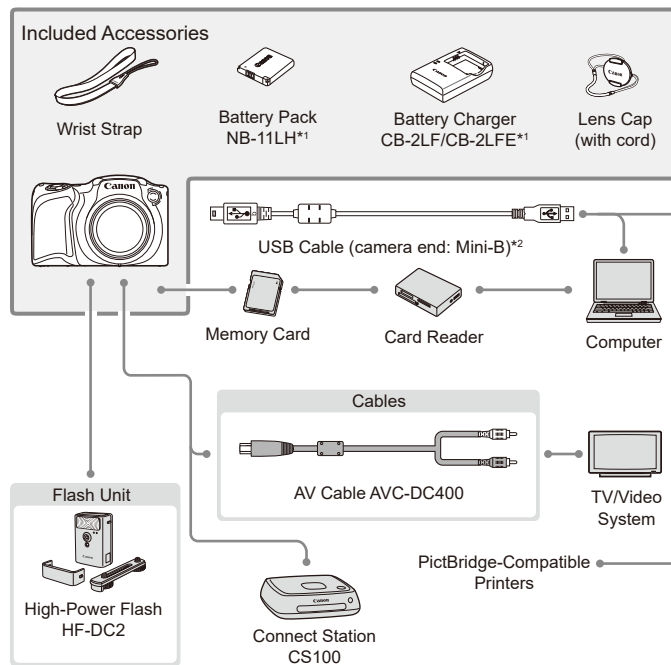 Included Accessories
Wrist Strap
Battery Pack
NB-11LH*1
Battery Charger
CB-2LF/CB-2LFE*1
Lens Cap
(with cord)
Canon
USB Cable (camera end: Mini-B)*2
Memory Card
Card Reader
Computer
Cables
AV Cable AVC-DC400
TV/Video
System
Flash Unit
High-Power Flash
HF-DC2
PictBridge-Compatible
Printers
Canon
Connect Station
CS100